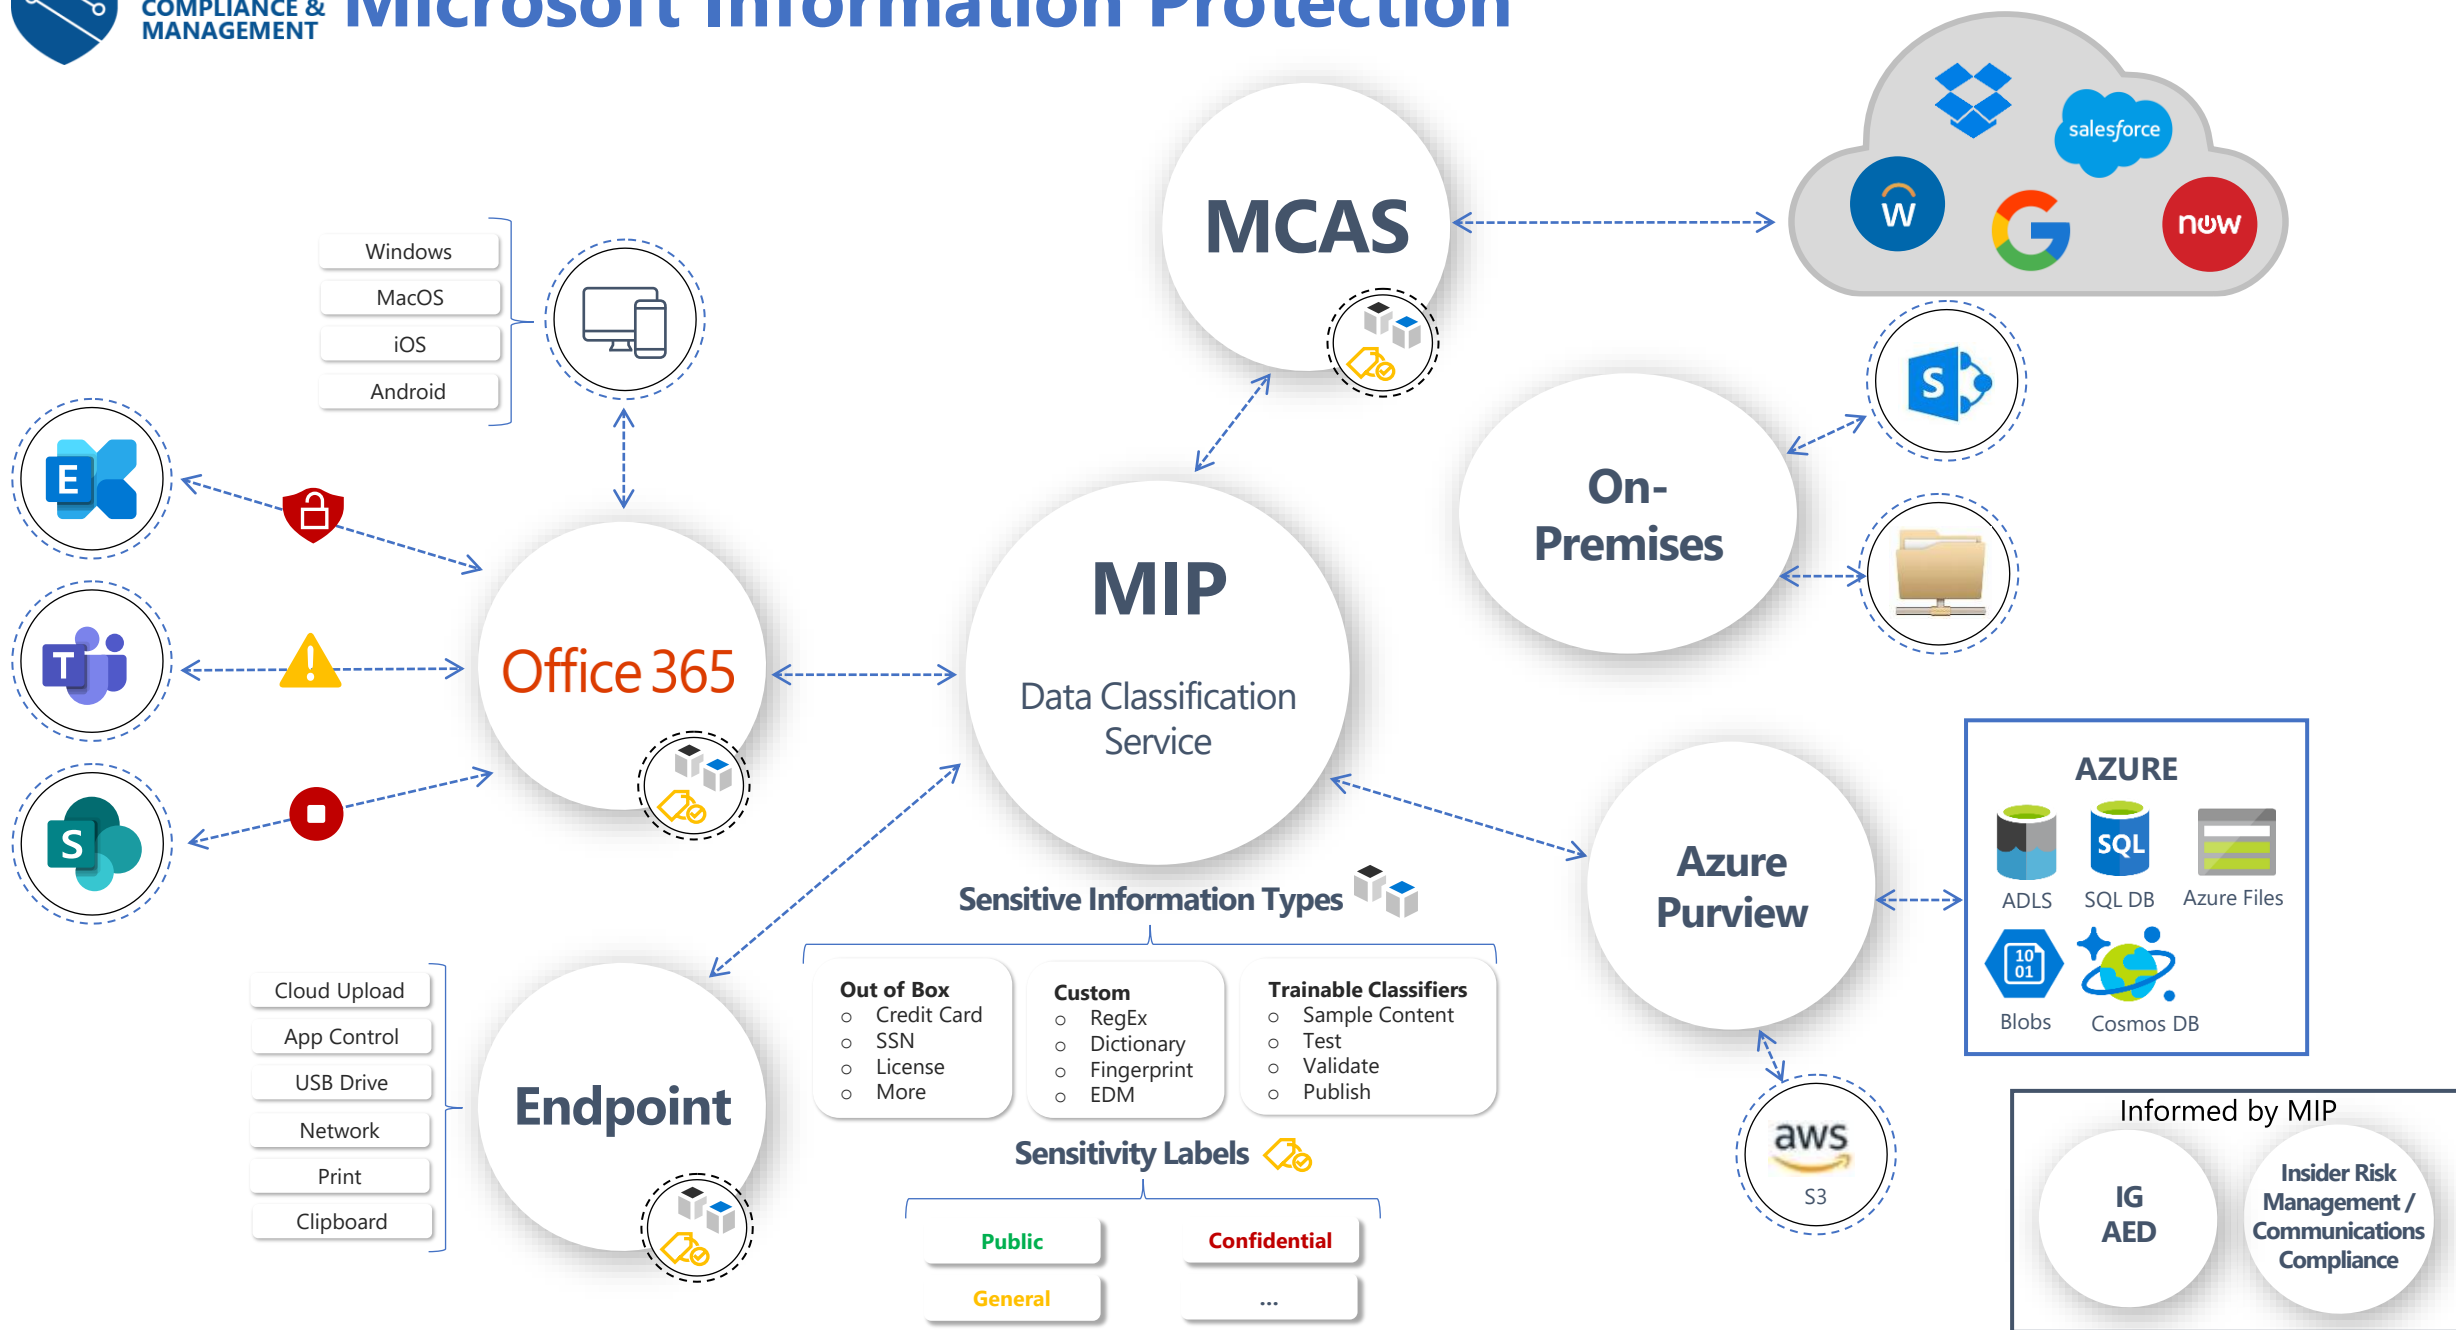 COMPLIANCE &
MANAGEMENT
Microsoft Information Protection
salesforce
W
G
now
MCAS
Windows
MacOS
iOS
Android
S
E
On-
Premises
MIP
Data Classification
Service
T
Office 365
S
AZURE
SQL
ADLS
SQL DB
Azure Files
10
01
Blobs
Cosmos DB
Azure
Purview
aws
S3
Sensitive Information Types
Out of Box
○ Credit Card
○ SSN
○ License
○ More
Custom
○ RegEx
○ Dictionary
○ Fingerprint
○ EDM
Trainable Classifiers
○ Sample Content
○ Test
○ Validate
○ Publish
Cloud Upload
App Control
USB Drive
Network
Print
Clipboard
Endpoint
Sensitivity Labels
Public
Confidential
General
...
Informed by MIP
IG
AED
Insider Risk
Management /
Communications
Compliance